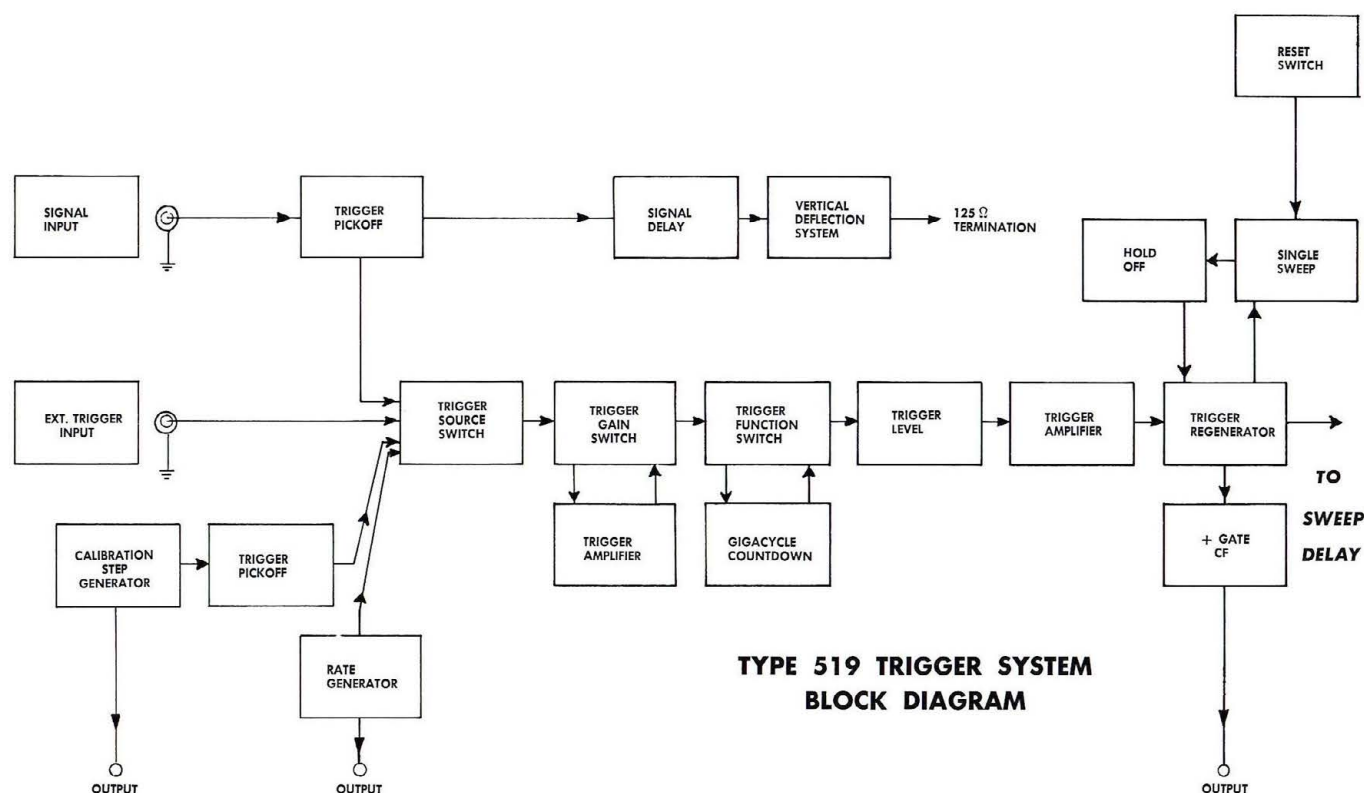 RESET
SWITCH
SIGNAL
INPUT
TRIGGER
PICKOFF
SIGNAL
DELAY
VERTICAL
DEFLECTION
SYSTEM
125 Ω
TERMINATION
HOLD
OFF
SINGLE
SWEEP
EXT. TRIGGER
INPUT
TRIGGER
SOURCE
SWITCH
TRIGGER
GAIN
SWITCH
TRIGGER
FUNCTION
SWITCH
TRIGGER
LEVEL
TRIGGER
AMPLIFIER
TRIGGER
REGENERATOR
TO
SWEEP
DELAY
CALIBRATION
STEP
GENERATOR
TRIGGER
PICKOFF
TRIGGER
AMPLIFIER
GIGACYCLE
COUNTDOWN
+ GATE
CF
RATE
GENERATOR
TYPE 519 TRIGGER SYSTEM
BLOCK DIAGRAM
OUTPUT
OUTPUT
OUTPUT